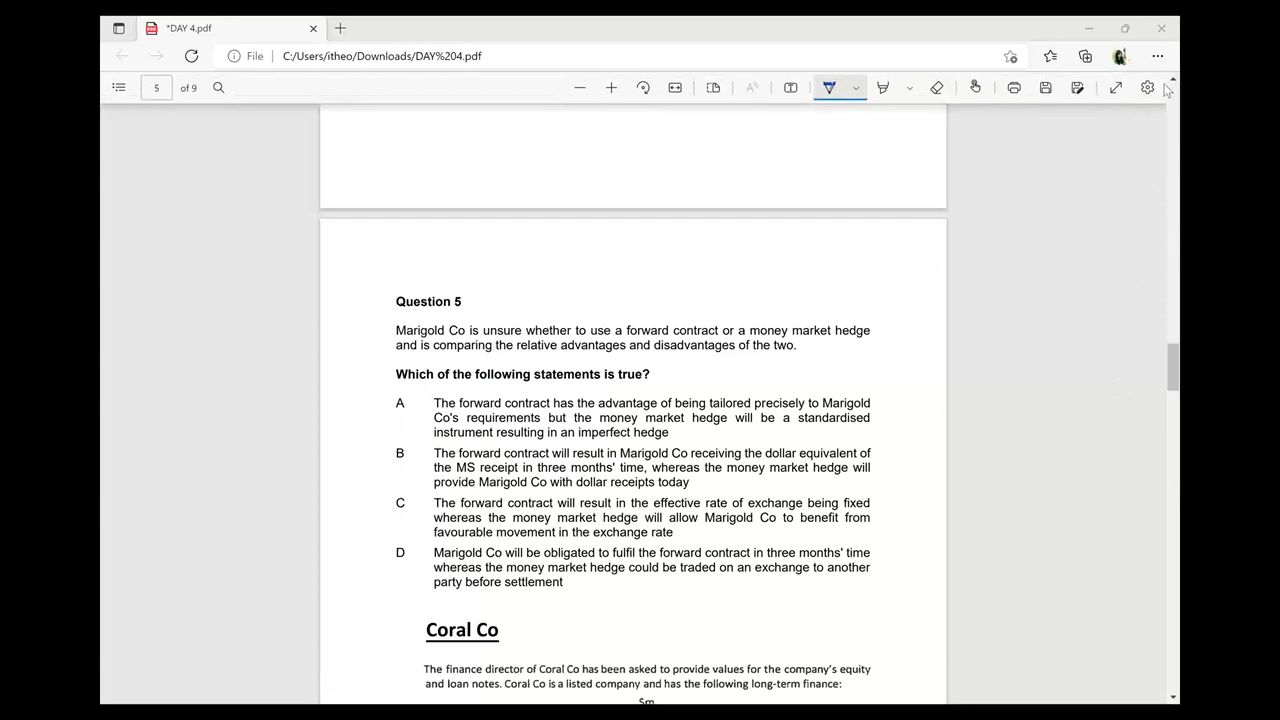 *DAY 4.pdf
File C:/Users/itheo/Downloads/DAY%204.pdf
5 of 9
Question 5
Marigold Co is unsure whether to use a forward contract or a money market hedge
and is comparing the relative advantages and disadvantages of the two.
Which of the following statements is true?
A The forward contract has the advantage of being tailored precisely to Marigold
Co's requirements but the money market hedge will be a standardised
instrument resulting in an imperfect hedge
B The forward contract will result in Marigold Co receiving the dollar equivalent of
the MS receipt in three months' time, whereas the money market hedge will
provide Marigold Co with dollar receipts today
C The forward contract will result in the effective rate of exchange being fixed
whereas the money market hedge will allow Marigold Co to benefit from
favourable movement in the exchange rate
D Marigold Co will be obligated to fulfil the forward contract in three months' time
whereas the money market hedge could be traded on an exchange to another
party before settlement
Coral Co
The finance director of Coral Co has been asked to provide values for the company's equity
and loan notes. Coral Co is a listed company and has the following long-term finance:
$m